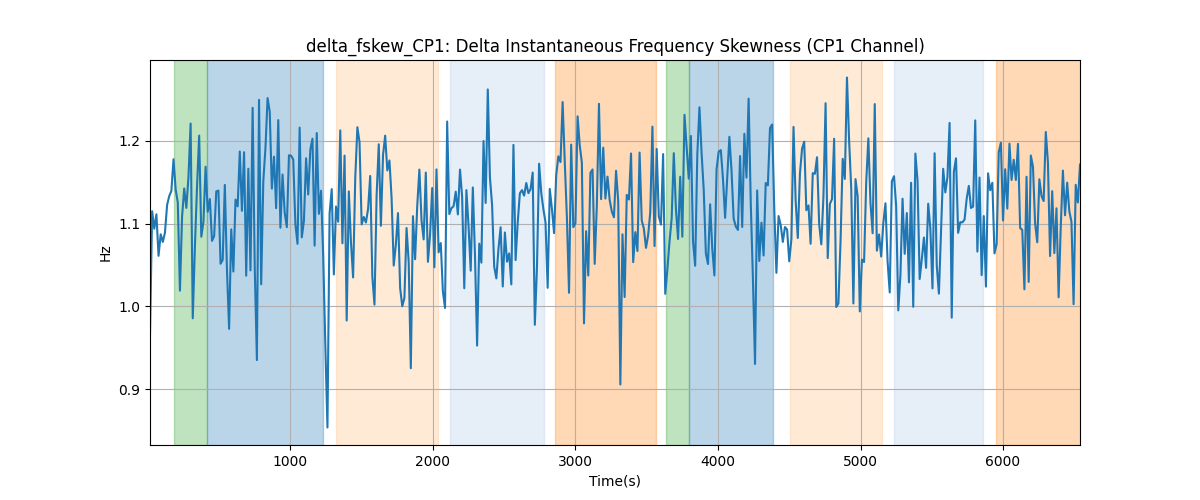 delta_fskew_CP1: Delta Instantaneous Frequency Skewness (CP1 Channel)
1.2
1.1
1.0
0.9
Hz
1000 2000 3000 4000 5000 6000
Time(s)